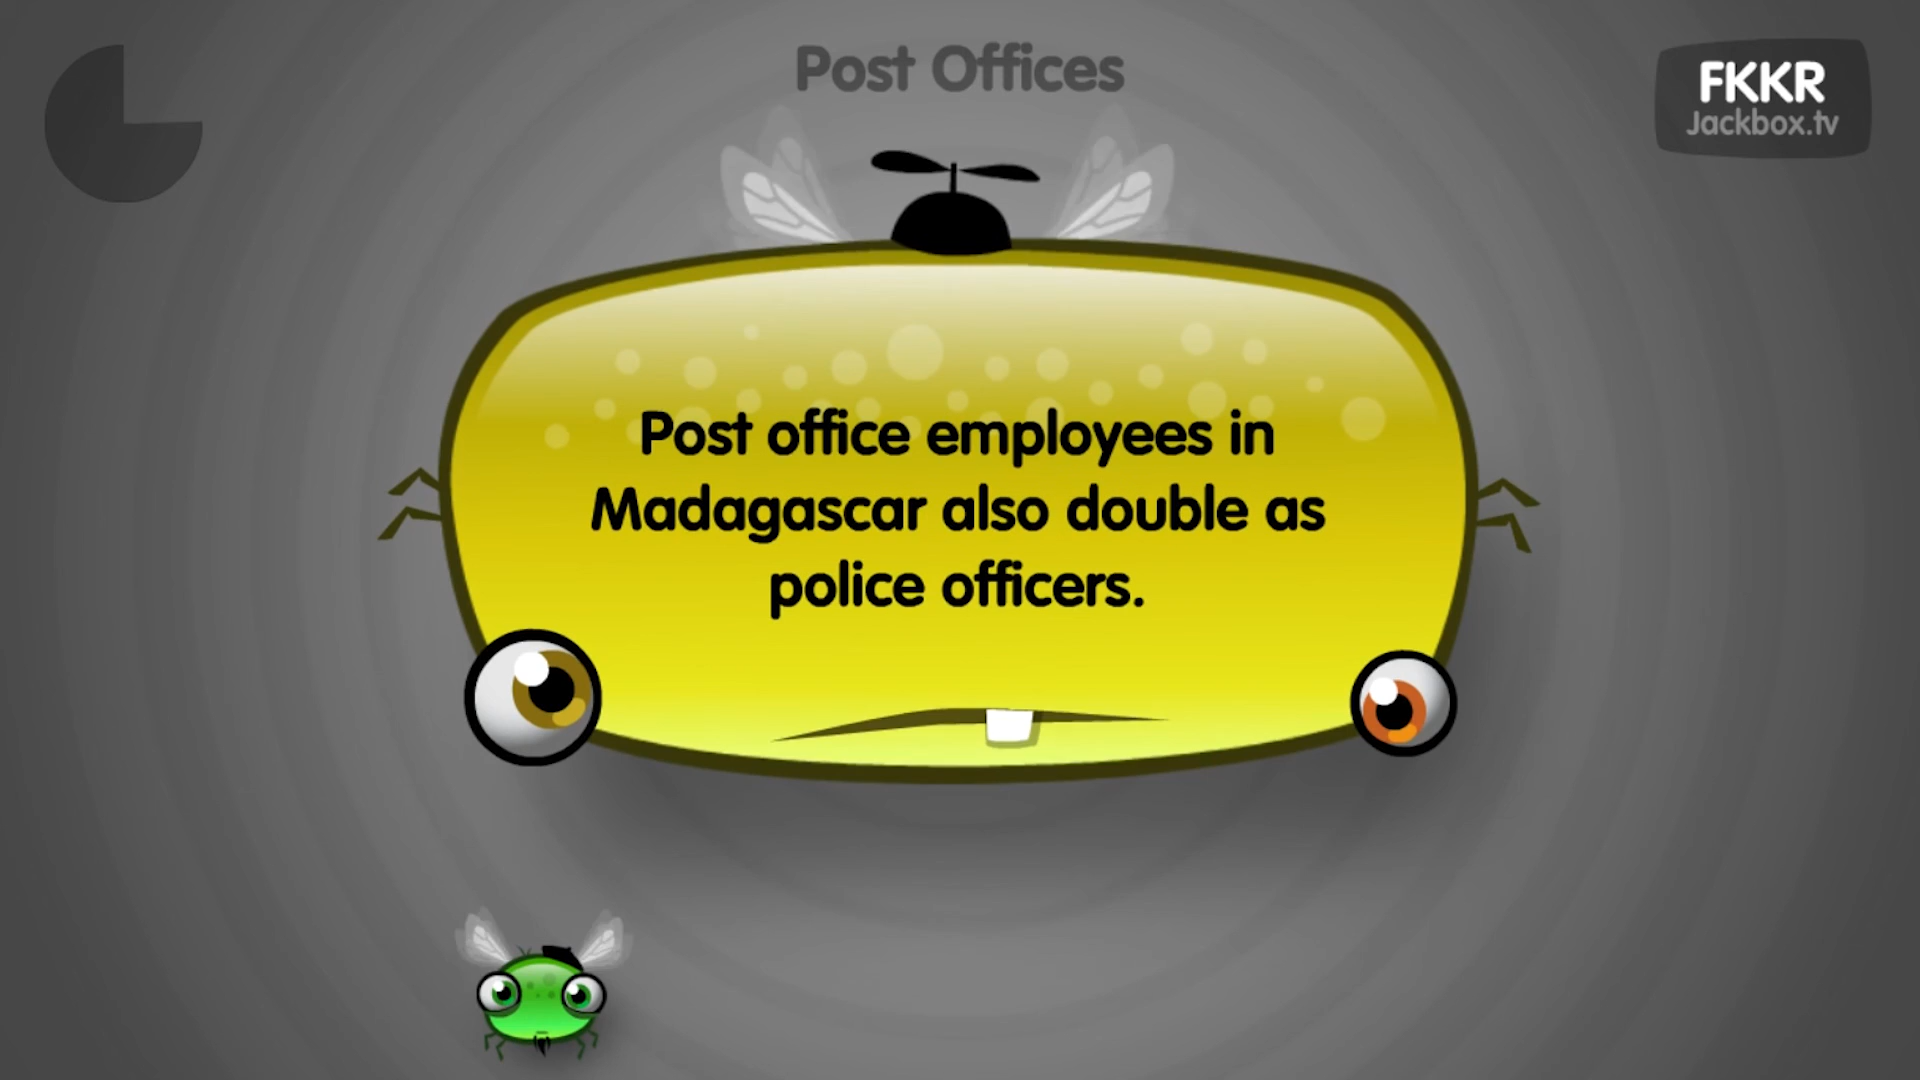 Post Offices
FKKR
Jackbox.tv
Post office employees in
Madagascar also double as
police officers.